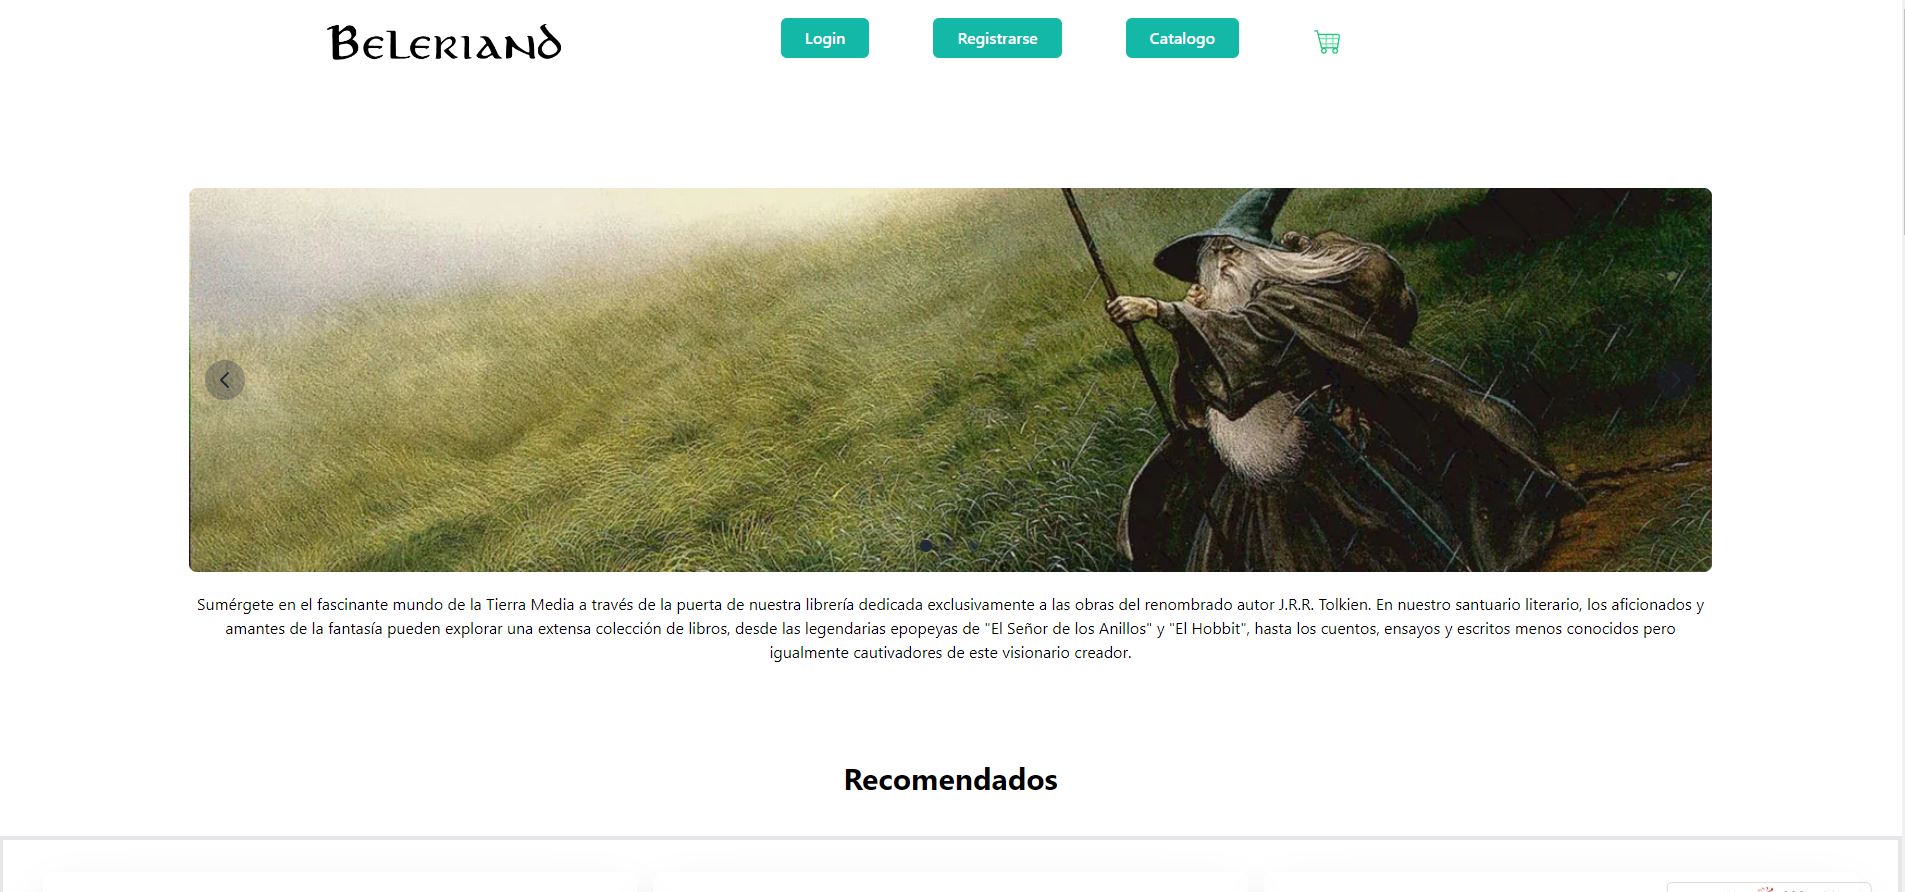 Beleriand
Login
Registrarse
Catalogo
Sumérgete en el fascinante mundo de la Tierra Media a través de la puerta de nuestra librería dedicada exclusivamente a las obras del renombrado autor J.R.R. Tolkien. En nuestro santuario literario, los aficionados y
amantes de la fantasía pueden explorar una extensa colección de libros, desde las legendarias epopeyas de "El Señor de los Anillos" y "El Hobbit", hasta los cuentos, ensayos y escritos menos conocidos pero
igualmente cautivadores de este visionario creador.
Recomendados